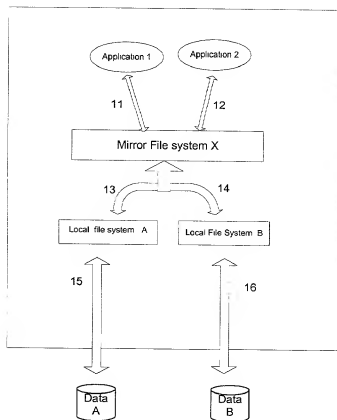 Application 1
Application 2
11
12
Mirror File system X
13
14
Local file system A
Local File System B
15
16
Data
A
Data
B